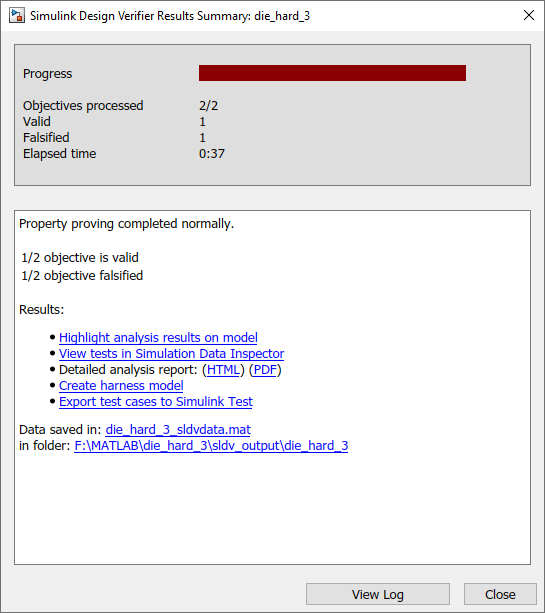 Simulink Design Verifier Results Summary: die_hard_3
Progress
Objectives processed 2/2
Valid 1
Falsified 1
Elapsed time 0:37
Property proving completed normally.
1/2 objective is valid
1/2 objective falsified
Results:
• Highlight analysis results on model
• View tests in Simulation Data Inspector
• Detailed analysis report: (HTML) (PDF)
• Create harness model
• Export test cases to Simulink Test
Data saved in: die_hard_3_sldvdata.mat
in folder: F:\MATLAB\die_hard_3\sldv_output\die_hard_3
View Log Close